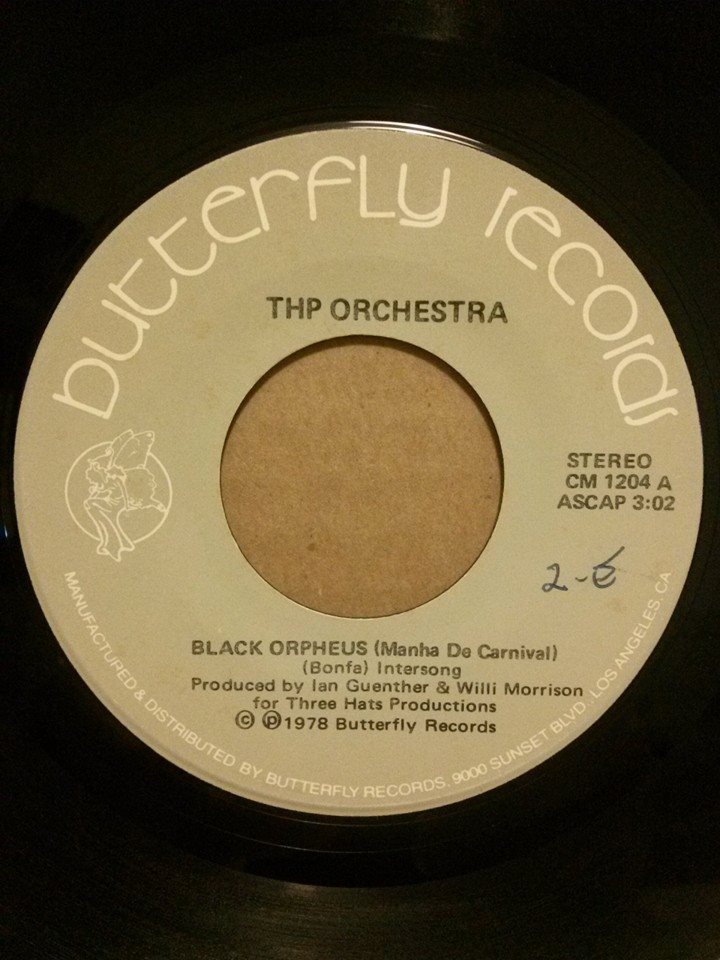 butterfly records
THP ORCHESTRA
STEREO
CM 1204 A
ASCAP 3:02
2-E
BLACK ORPHEUS (Manha De Carnival)
(Bonfa) Intersong
Produced by Ian Guenther & Willi Morrison
for Three Hats Productions
© ℗ 1978 Butterfly Records
MANUFACTURED & DISTRIBUTED BY BUTTERFLY RECORDS. 9000 SUNSET BLVD. LOS ANGELES, CA